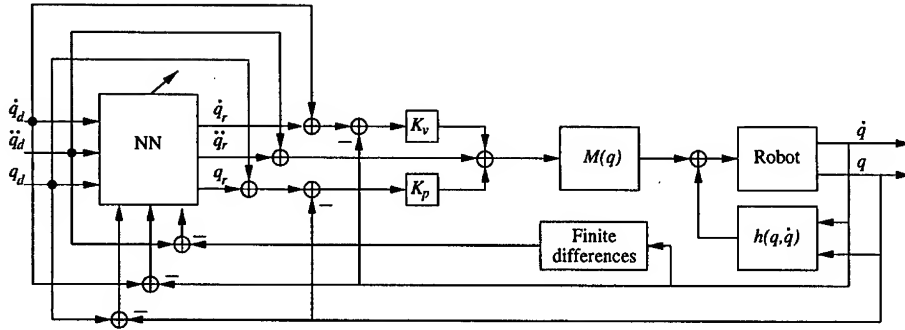 q̇_d
q̈_d
q_d
NN
q̇_r
q̈_r
q_r
−
−
K_v
K_p
M(q)
Robot
q̇
q
h(q,q̇)
Finite
differences
−
−
−